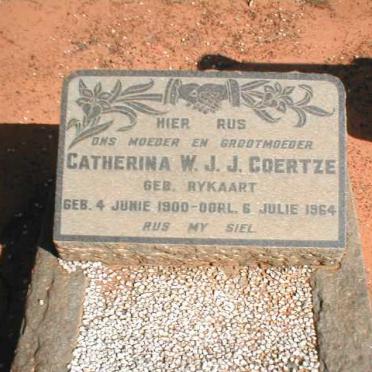 HIER RUS
ONS MOEDER EN GROOTMOEDER
CATHERINA W. J. J. COERTZE
GEB. RYKAART
GEB. 4 JUNIE 1900-OORL. 6 JULIE 1964
RUS MY SIEL